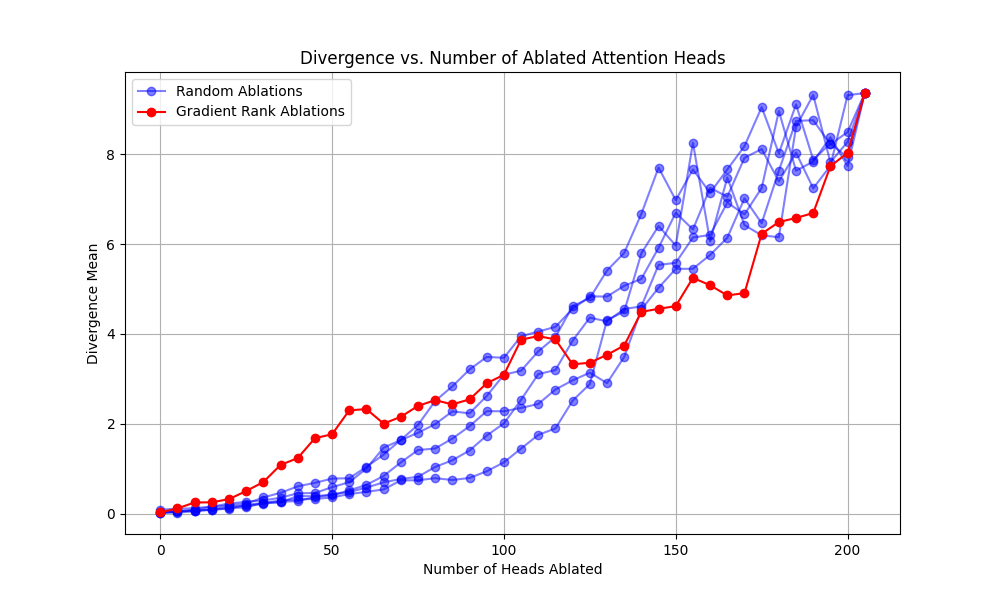 Divergence vs. Number of Ablated Attention Heads
Random Ablations
Gradient Rank Ablations
8
6
4
2
0
Divergence Mean
0 50 100 150 200
Number of Heads Ablated